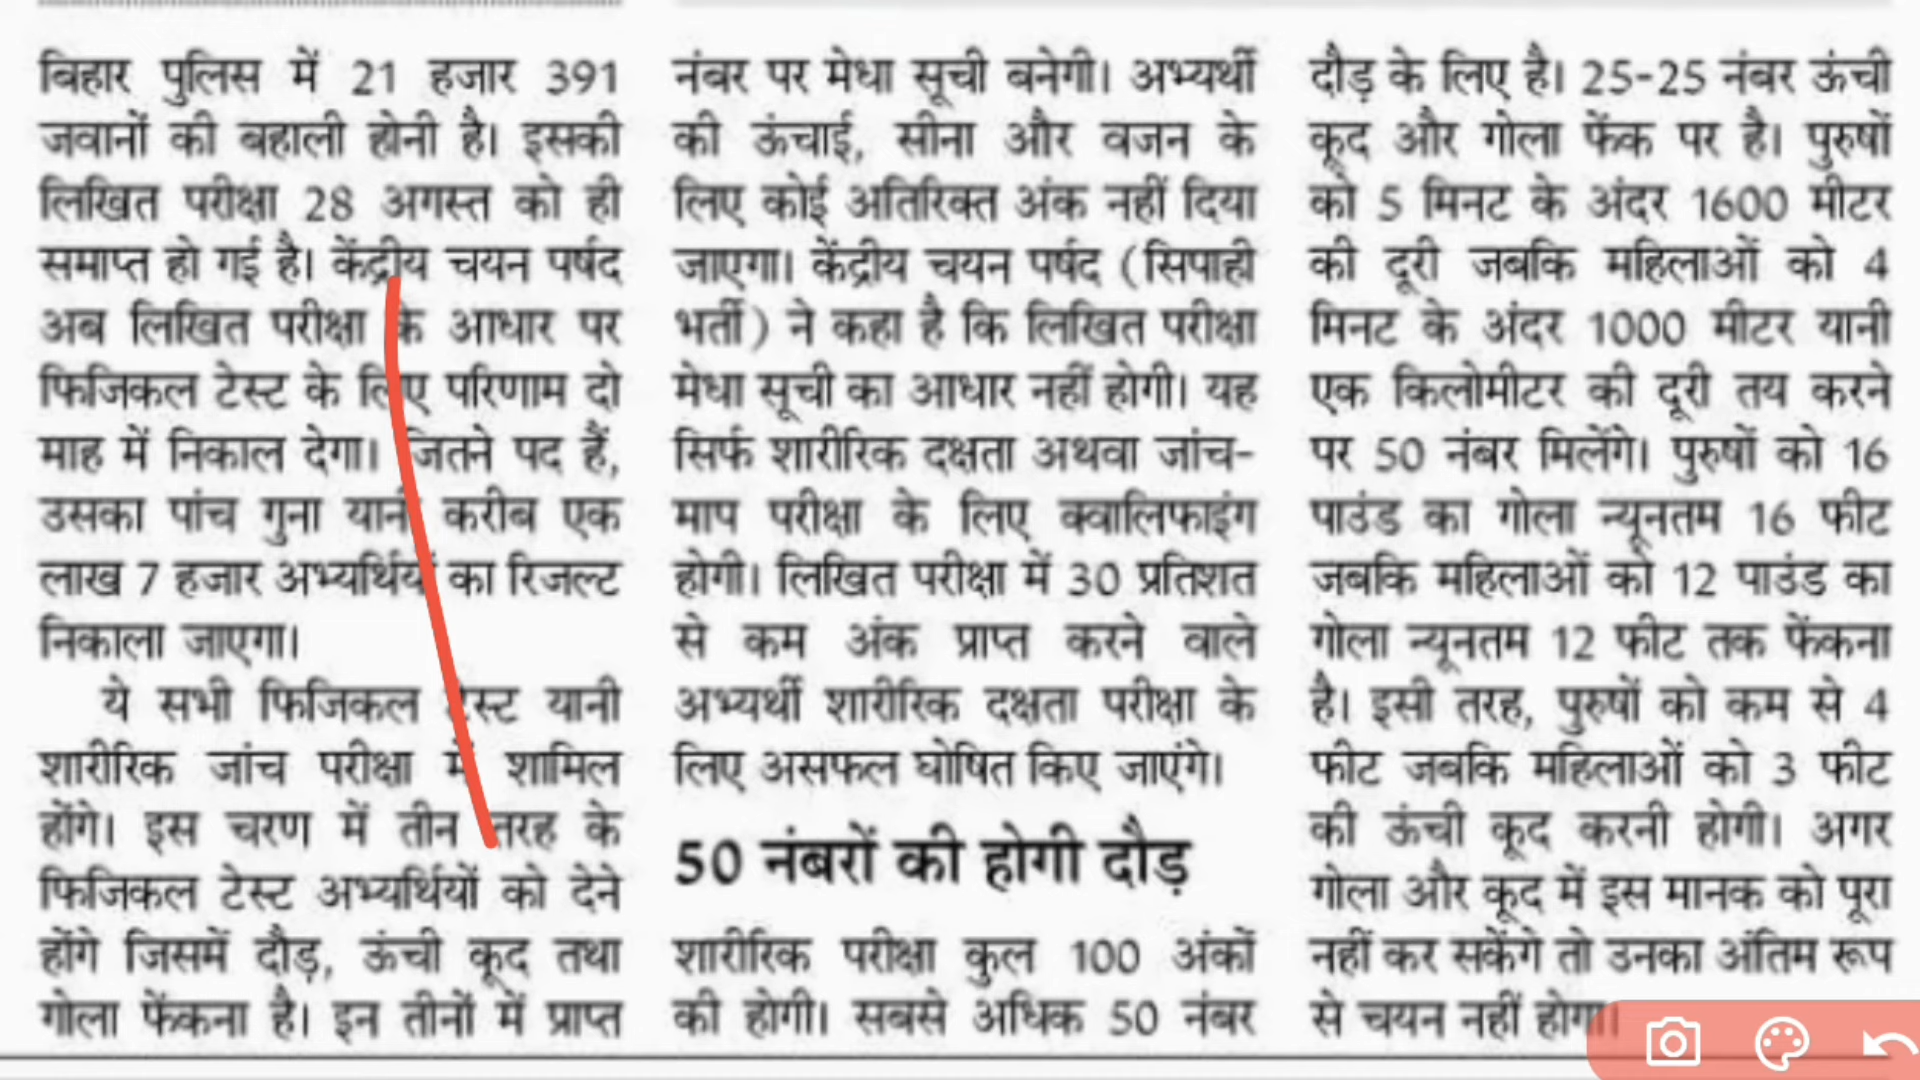 बिहार पुलिस में 21 हजार 391
जवानों की बहाली होनी है। इसकी
लिखित परीक्षा 28 अगस्त को ही
समाप्त हो गई है। केंद्रीय चयन पर्षद
अब लिखित परीक्षा के आधार पर
फिजिकल टेस्ट के लिए परिणाम दो
माह में निकाल देगा। जितने पद हैं,
उसका पांच गुना यानी करीब एक
लाख 7 हजार अभ्यर्थियों का रिजल्ट
निकाला जाएगा।
ये सभी फिजिकल टेस्ट यानी
शारीरिक जांच परीक्षा में शामिल
होंगे। इस चरण में तीन तरह के
फिजिकल टेस्ट अभ्यर्थियों को देने
होंगे जिसमें दौड़, ऊंची कूद तथा
गोला फेंकना है। इन तीनों में प्राप्त
नंबर पर मेधा सूची बनेगी। अभ्यर्थी
की ऊंचाई, सीना और वजन के
लिए कोई अतिरिक्त अंक नहीं दिया
जाएगा। केंद्रीय चयन पर्षद (सिपाही
भर्ती) ने कहा है कि लिखित परीक्षा
मेधा सूची का आधार नहीं होगी। यह
सिर्फ शारीरिक दक्षता अथवा जांच-
माप परीक्षा के लिए क्वालिफाइंग
होगी। लिखित परीक्षा में 30 प्रतिशत
से कम अंक प्राप्त करने वाले
अभ्यर्थी शारीरिक दक्षता परीक्षा के
लिए असफल घोषित किए जाएंगे।
50 नंबरों की होगी दौड़
शारीरिक परीक्षा कुल 100 अंकों
की होगी। सबसे अधिक 50 नंबर
दौड़ के लिए है। 25-25 नंबर ऊंची
कूद और गोला फेंक पर है। पुरुषों
को 5 मिनट के अंदर 1600 मीटर
की दूरी जबकि महिलाओं को 4
मिनट के अंदर 1000 मीटर यानी
एक किलोमीटर की दूरी तय करने
पर 50 नंबर मिलेंगे। पुरुषों को 16
पाउंड का गोला न्यूनतम 16 फीट
जबकि महिलाओं को 12 पाउंड का
गोला न्यूनतम 12 फीट तक फेंकना
है। इसी तरह, पुरुषों को कम से 4
फीट जबकि महिलाओं को 3 फीट
की ऊंची कूद करनी होगी। अगर
गोला और कूद में इस मानक को पूरा
नहीं कर सकेंगे तो उनका अंतिम रूप
से चयन नहीं होगा।